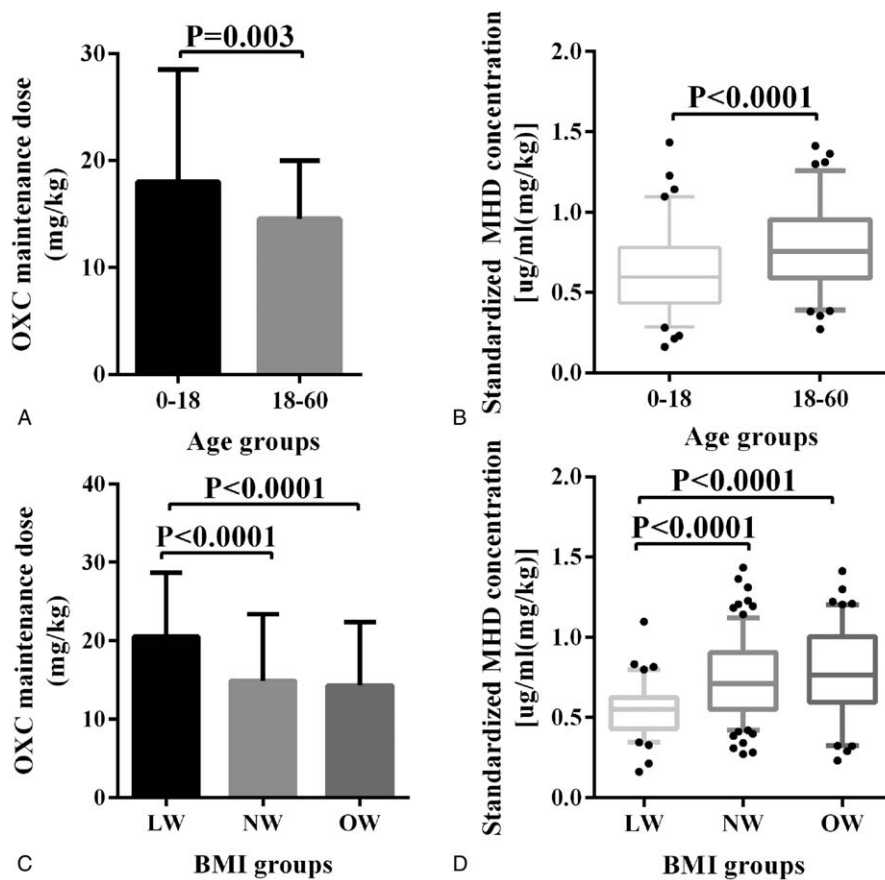 P=0.003
30
20
10
0
OXC maintenance dose
(mg/kg)
0-18
18-60
Age groups
A
P<0.0001
2.0
1.5
1.0
0.5
0.0
Standardized MHD concentration
[ug/ml(mg/kg)]
0-18
18-60
Age groups
B
P<0.0001
P<0.0001
40
30
20
10
0
OXC maintenance dose
(mg/kg)
LW
NW
OW
BMI groups
C
P<0.0001
P<0.0001
2.0
1.5
1.0
0.5
0.0
Standardized MHD concentration
[ug/ml(mg/kg)]
LW
NW
OW
BMI groups
D